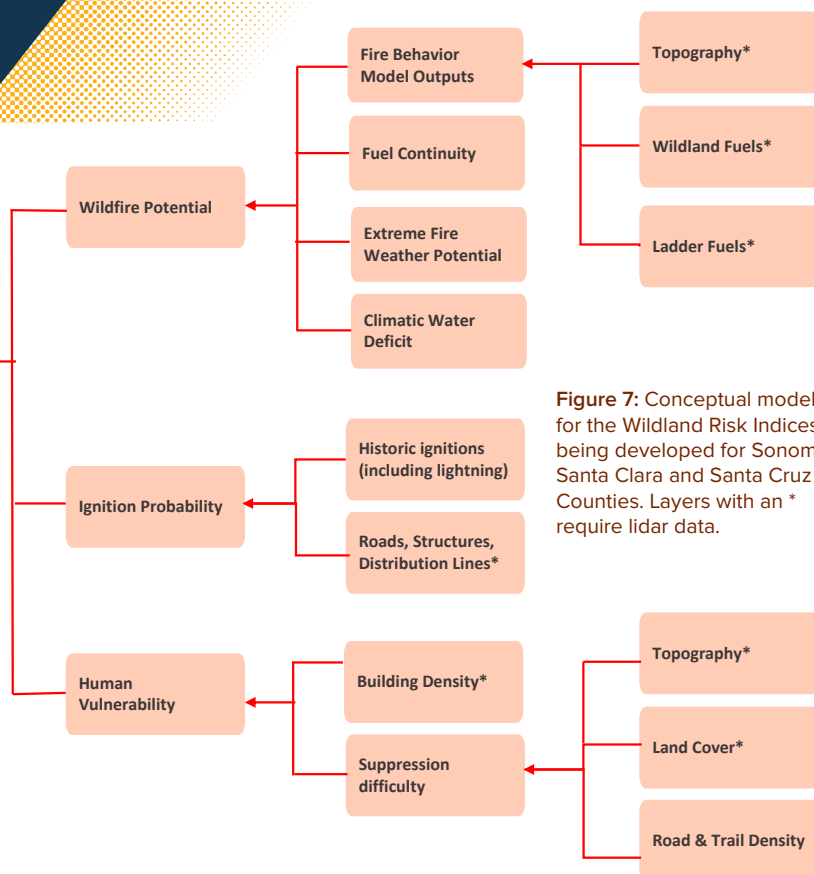 Fire Behavior
Model Outputs
Topography*
Fuel Continuity
Wildland Fuels*
Wildfire Potential
Extreme Fire
Weather Potential
Ladder Fuels*
Climatic Water
Deficit
Figure 7: Conceptual model
for the Wildland Risk Indices
being developed for
Santa Clara and Santa Cruz
Counties. Layers with an *
require lidar data.
Historic ignitions
(including lightning)
Ignition Probability
Roads, Structures,
Distribution Lines*
Human
Vulnerability
Building Density*
Topography*
Suppression
difficulty
Land Cover*
Road & Trail Density